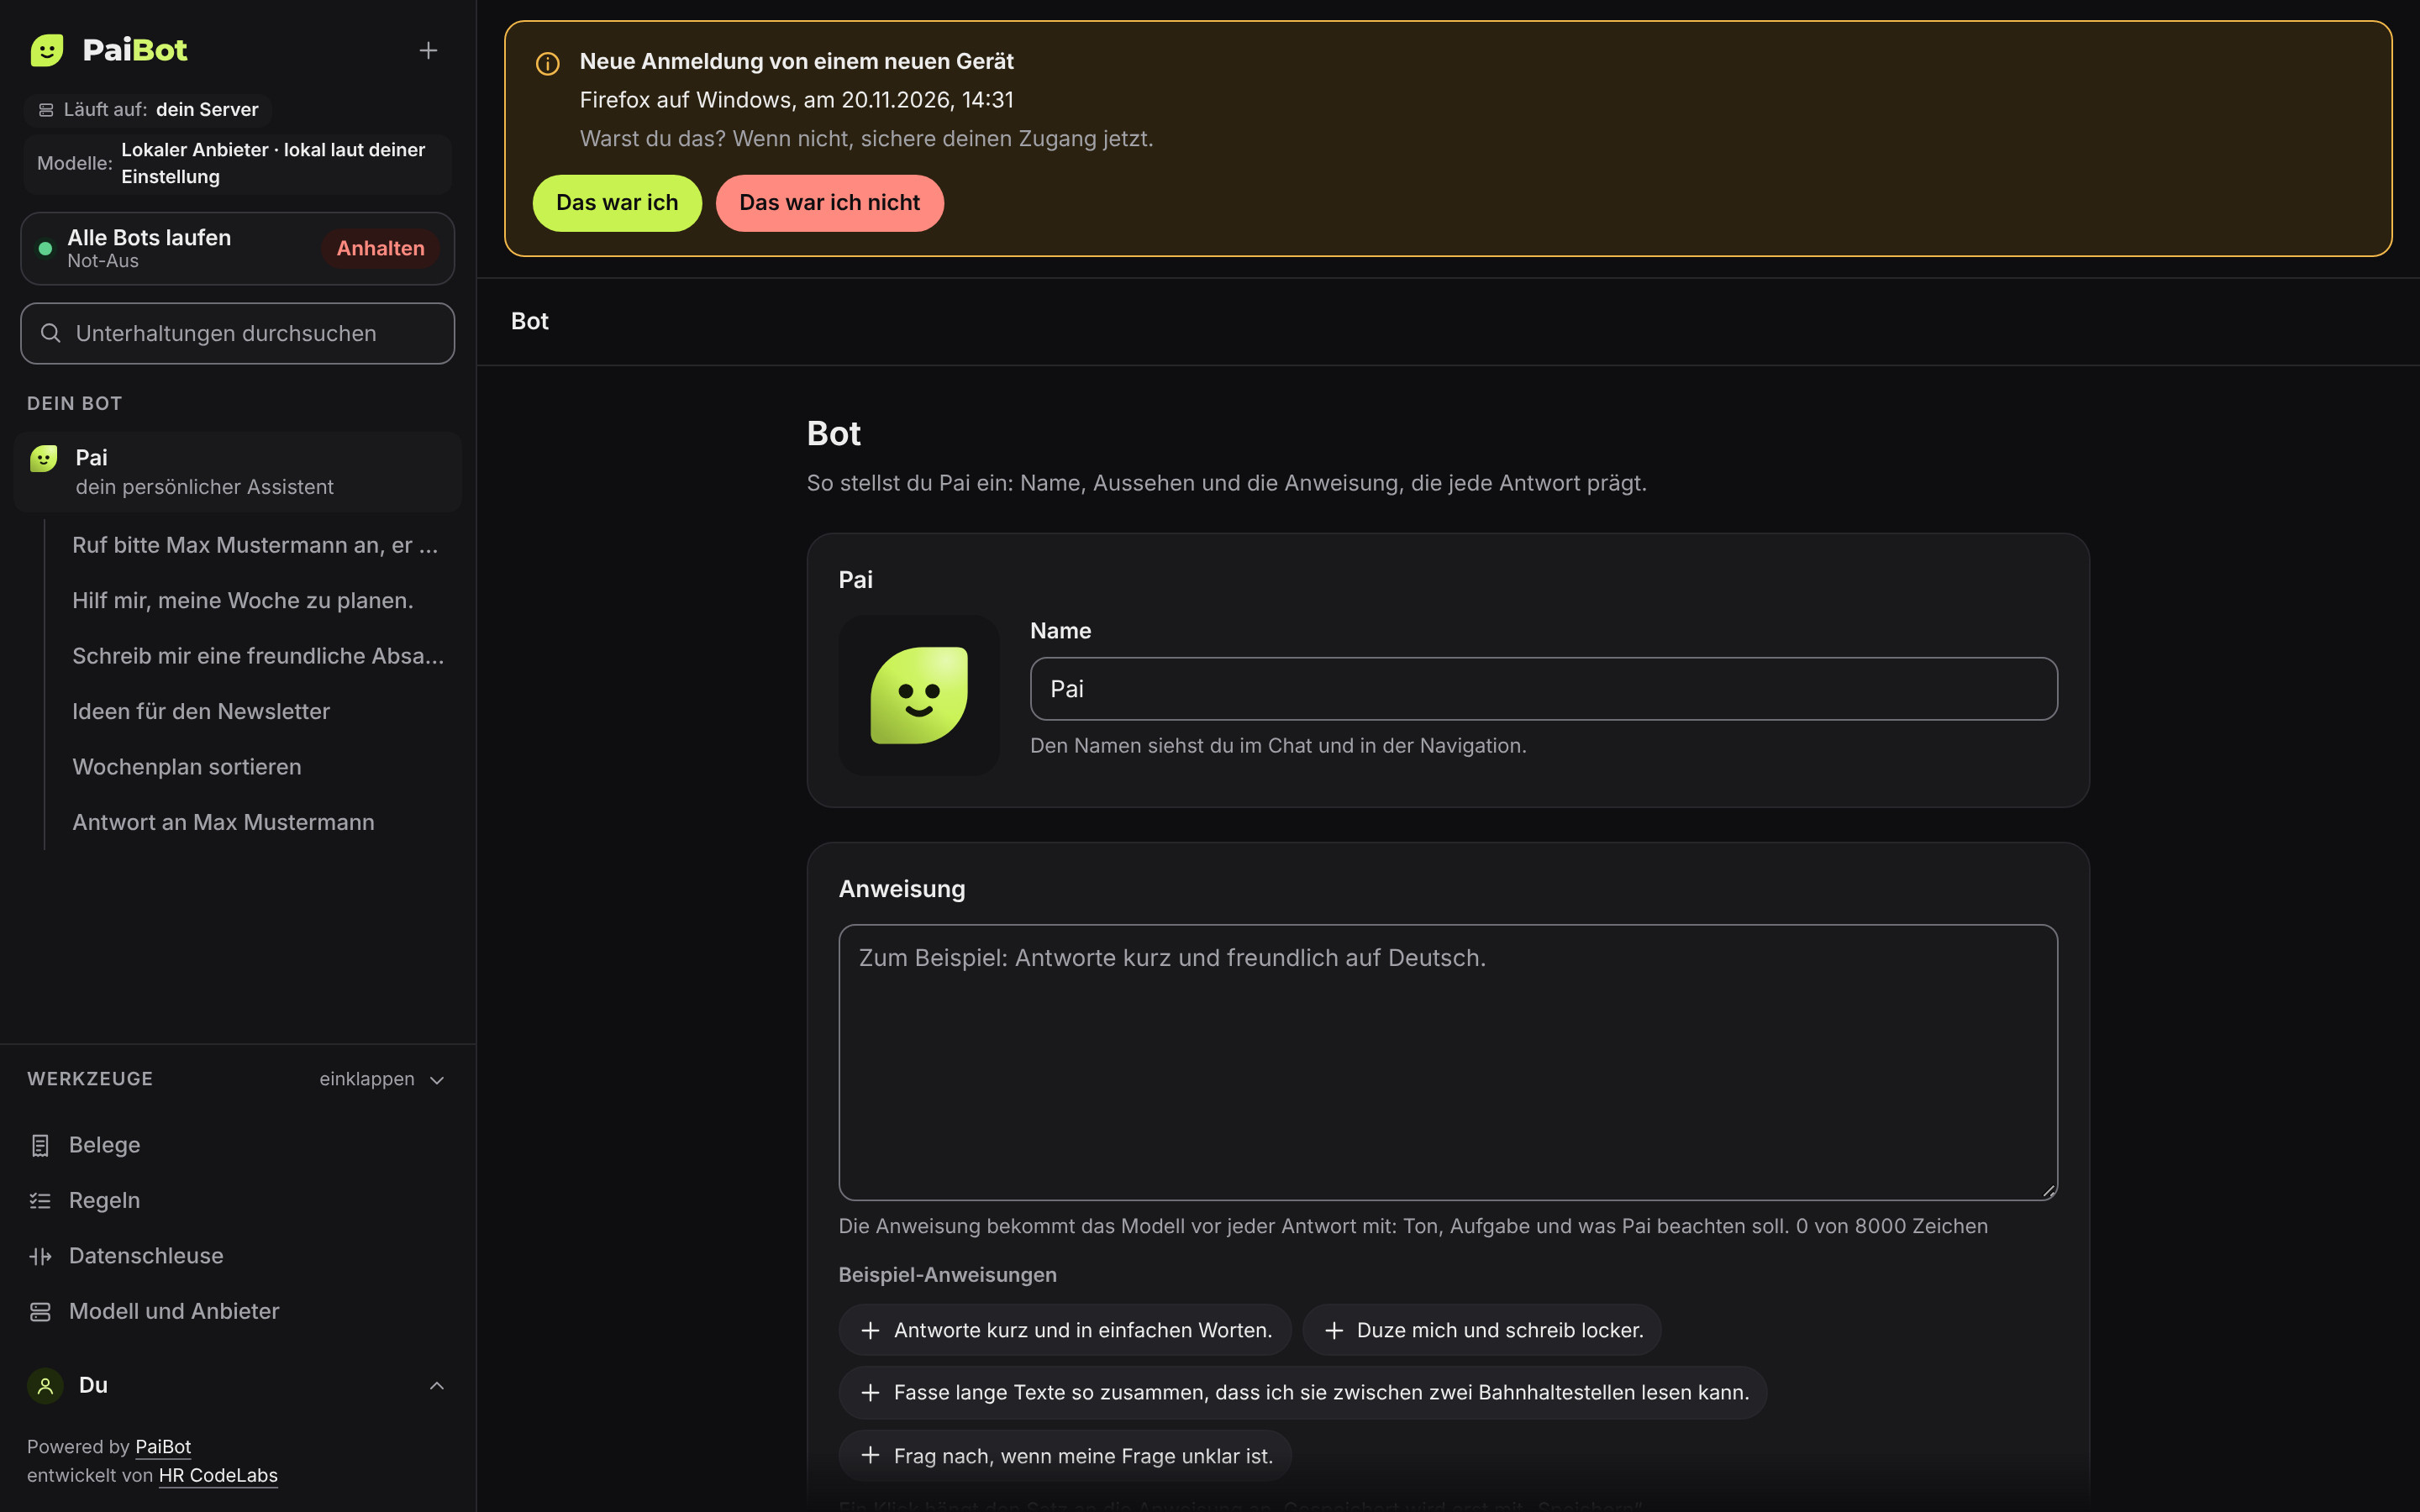 PaiBot
Läuft auf: dein Server
Modelle: Lokaler Anbieter · lokal laut deiner
Einstellung
Alle Bots laufen
Not-Aus
Anhalten
Unterhaltungen durchsuchen
DEIN BOT
Pai
dein persönlicher Assistent
Ruf bitte Max Mustermann an, er ...
Hilf mir, meine Woche zu planen.
Schreib mir eine freundliche Absa...
Ideen für den Newsletter
Wochenplan sortieren
Antwort an Max Mustermann
WERKZEUGE einklappen
Belege
Regeln
Datenschleuse
Modell und Anbieter
Du
Powered by PaiBot
entwickelt von HR CodeLabs
Neue Anmeldung von einem neuen Gerät
Firefox auf Windows, am 20.11.2026, 14:31
Warst du das? Wenn nicht, sichere deinen Zugang jetzt.
Das war ich Das war ich nicht
Bot
Bot
So stellst du Pai ein: Name, Aussehen und die Anweisung, die jede Antwort prägt.
Pai
Name
Pai
Den Namen siehst du im Chat und in der Navigation.
Anweisung
Zum Beispiel: Antworte kurz und freundlich auf Deutsch.
Die Anweisung bekommt das Modell vor jeder Antwort mit: Ton, Aufgabe und was Pai beachten soll. 0 von 8000 Zeichen
Beispiel-Anweisungen
Antworte kurz und in einfachen Worten.
Duze mich und schreib locker.
Fasse lange Texte so zusammen, dass ich sie zwischen zwei Bahnhaltestellen lesen kann.
Frag nach, wenn meine Frage unklar ist.